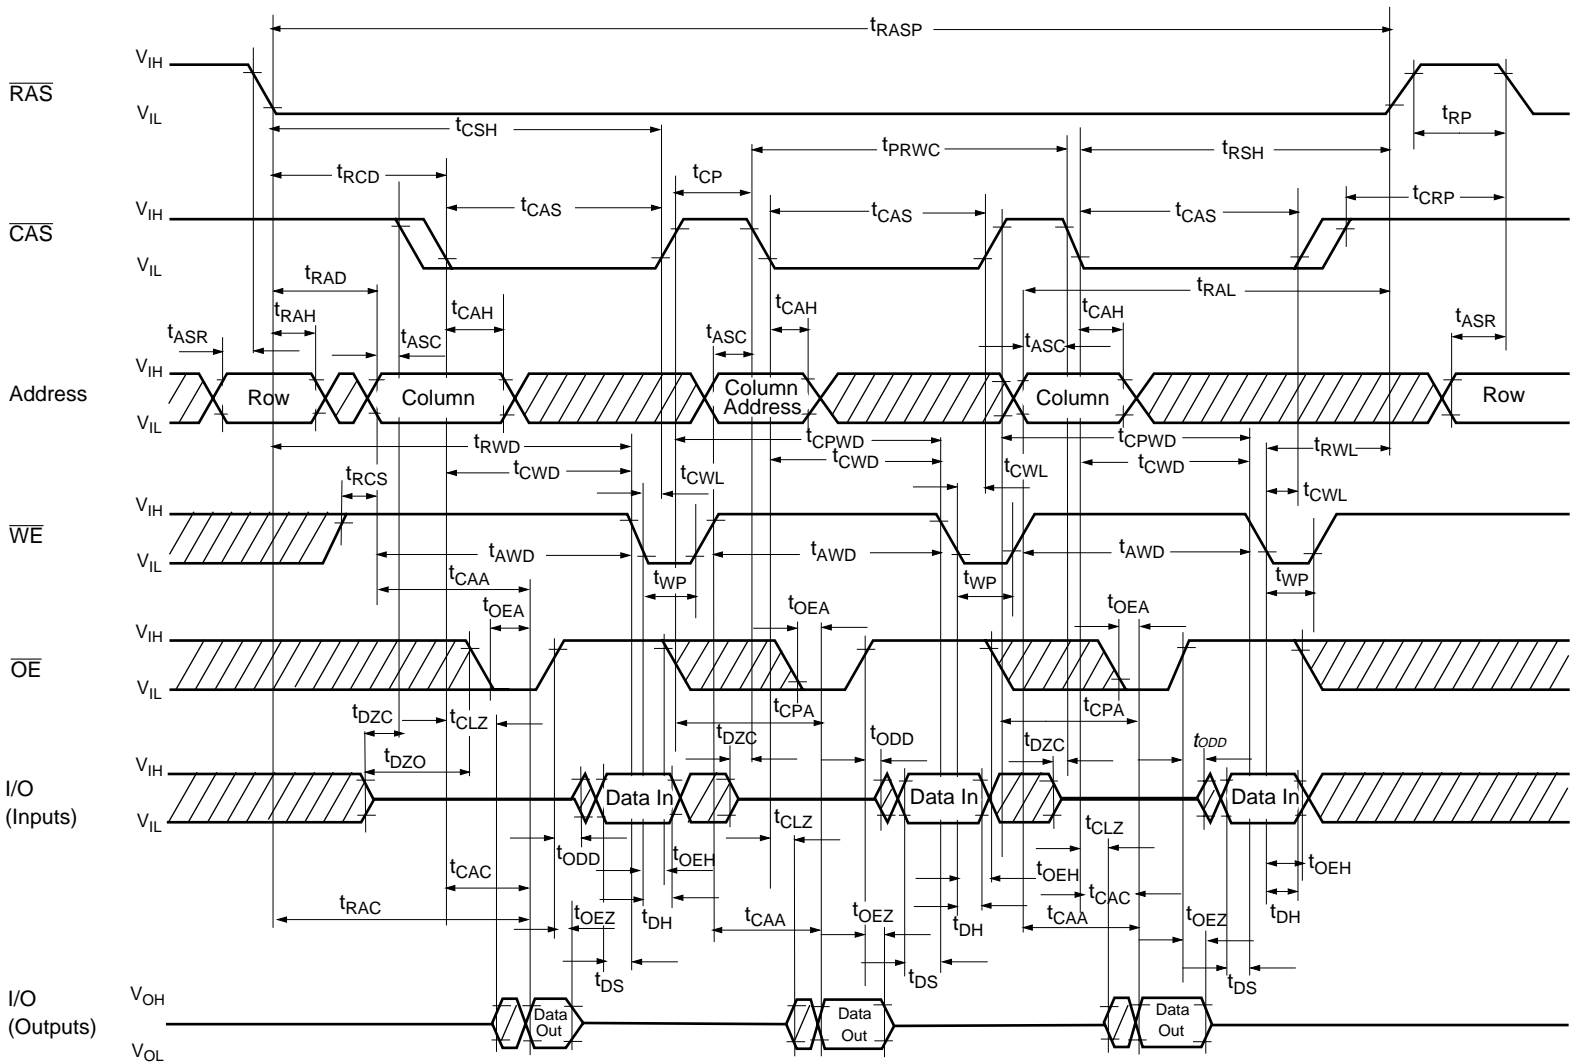 tRASP
VIH
RAS
VIL
tCSH
tRP
tPRWC
tRSH
tRCD
tCP
tCRP
VIH
tCAS
tCAS
tCAS
CAS
VIL
tRAD
tRAL
tRAH
tCAH
tCAH
tCAH
tASR
tASC
tASC
tASC
tASR
VIH
Address
Row
Column
Column
Address
Column
Row
VIL
tRWD
tCPWD
tCPWD
tRWL
tCWD
tCWD
tCWD
tRCS
tCWL
tCWL
tCWL
VIH
WE
VIL
tAWD
tAWD
tAWD
tCAA
tWP
tWP
tWP
tOEA
tOEA
tOEA
VIH
OE
VIL
tDZC
tCLZ
tCPA
tCPA
tDZO
tDZC
tODD
tDZC
tODD
VIH
I/O
(Inputs)
Data In
Data In
Data In
VIL
tCLZ
tCLZ
tODD
tOEH
tOEH
tOEH
tCAC
tCAC
tRAC
tOEZ
tDH
tCAA
tOEZ
tDH
tCAA
tOEZ
tDH
tDS
tDS
tDS
VOH
I/O
(Outputs)
Data
Out
Data
Out
Data
Out
VOL